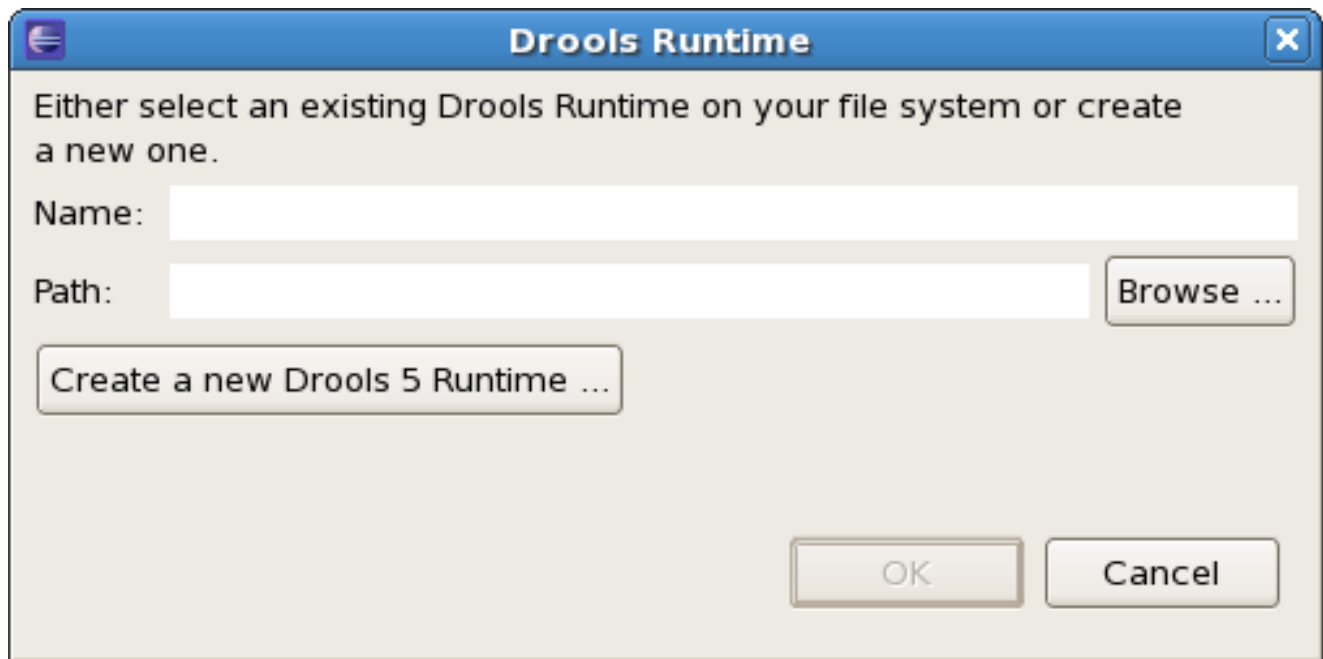 Drools Runtime
Either select an existing Drools Runtime on your file system or create
a new one.
Name:
Path:
Browse ...
Create a new Drools 5 Runtime ...
OK
Cancel